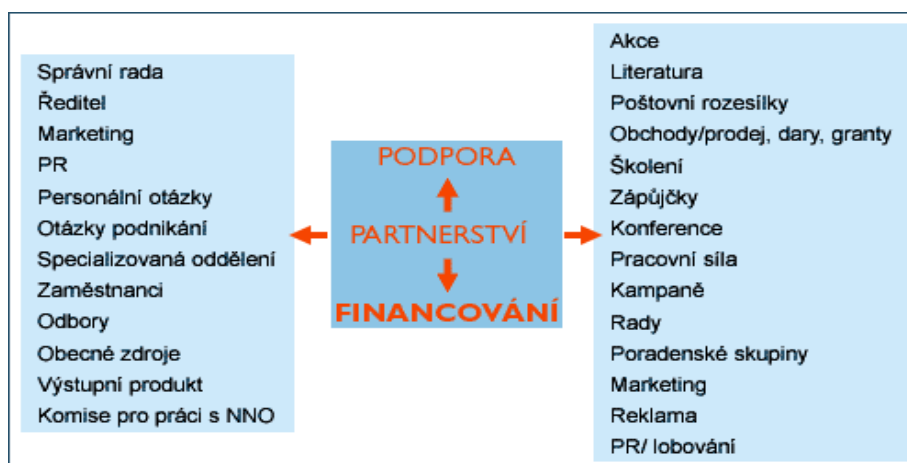 Správní rada
Ředitel
Marketing
PR
Personální otázky
Otázky podnikání
Specializovaná oddělení
Zaměstnanci
Odbory
Obecné zdroje
Výstupní produkt
Komise pro práci s NNO
PODPORA
PARTNERSTVÍ
FINANCOVÁNÍ
Akce
Literatura
Poštovní rozesílky
Obchody/prodej, dary, granty
Školení
Zápůjčky
Konference
Pracovní síla
Kampaně
Rady
Poradenské skupiny
Marketing
Reklama
PR/ lobování